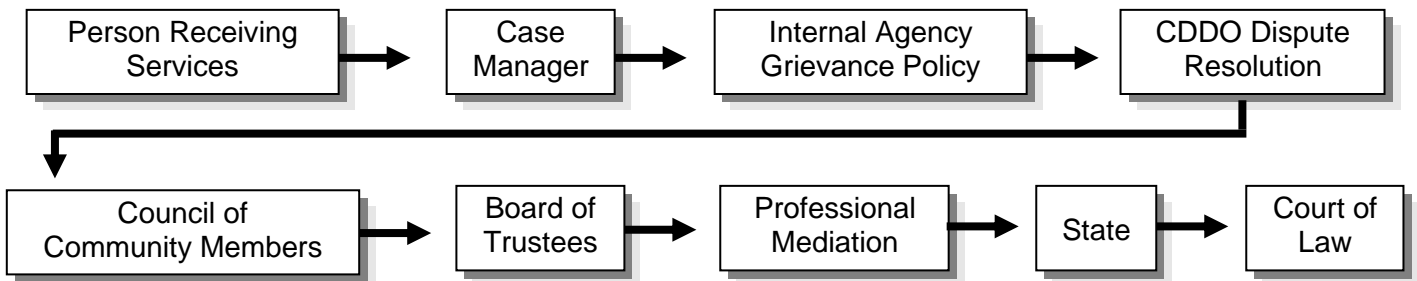 Person Receiving
Services
Case
Manager
Internal Agency
Grievance Policy
CDDO Dispute
Resolution
Council of
Community Members
Board of
Trustees
Professional
Mediation
State
Court of
Law